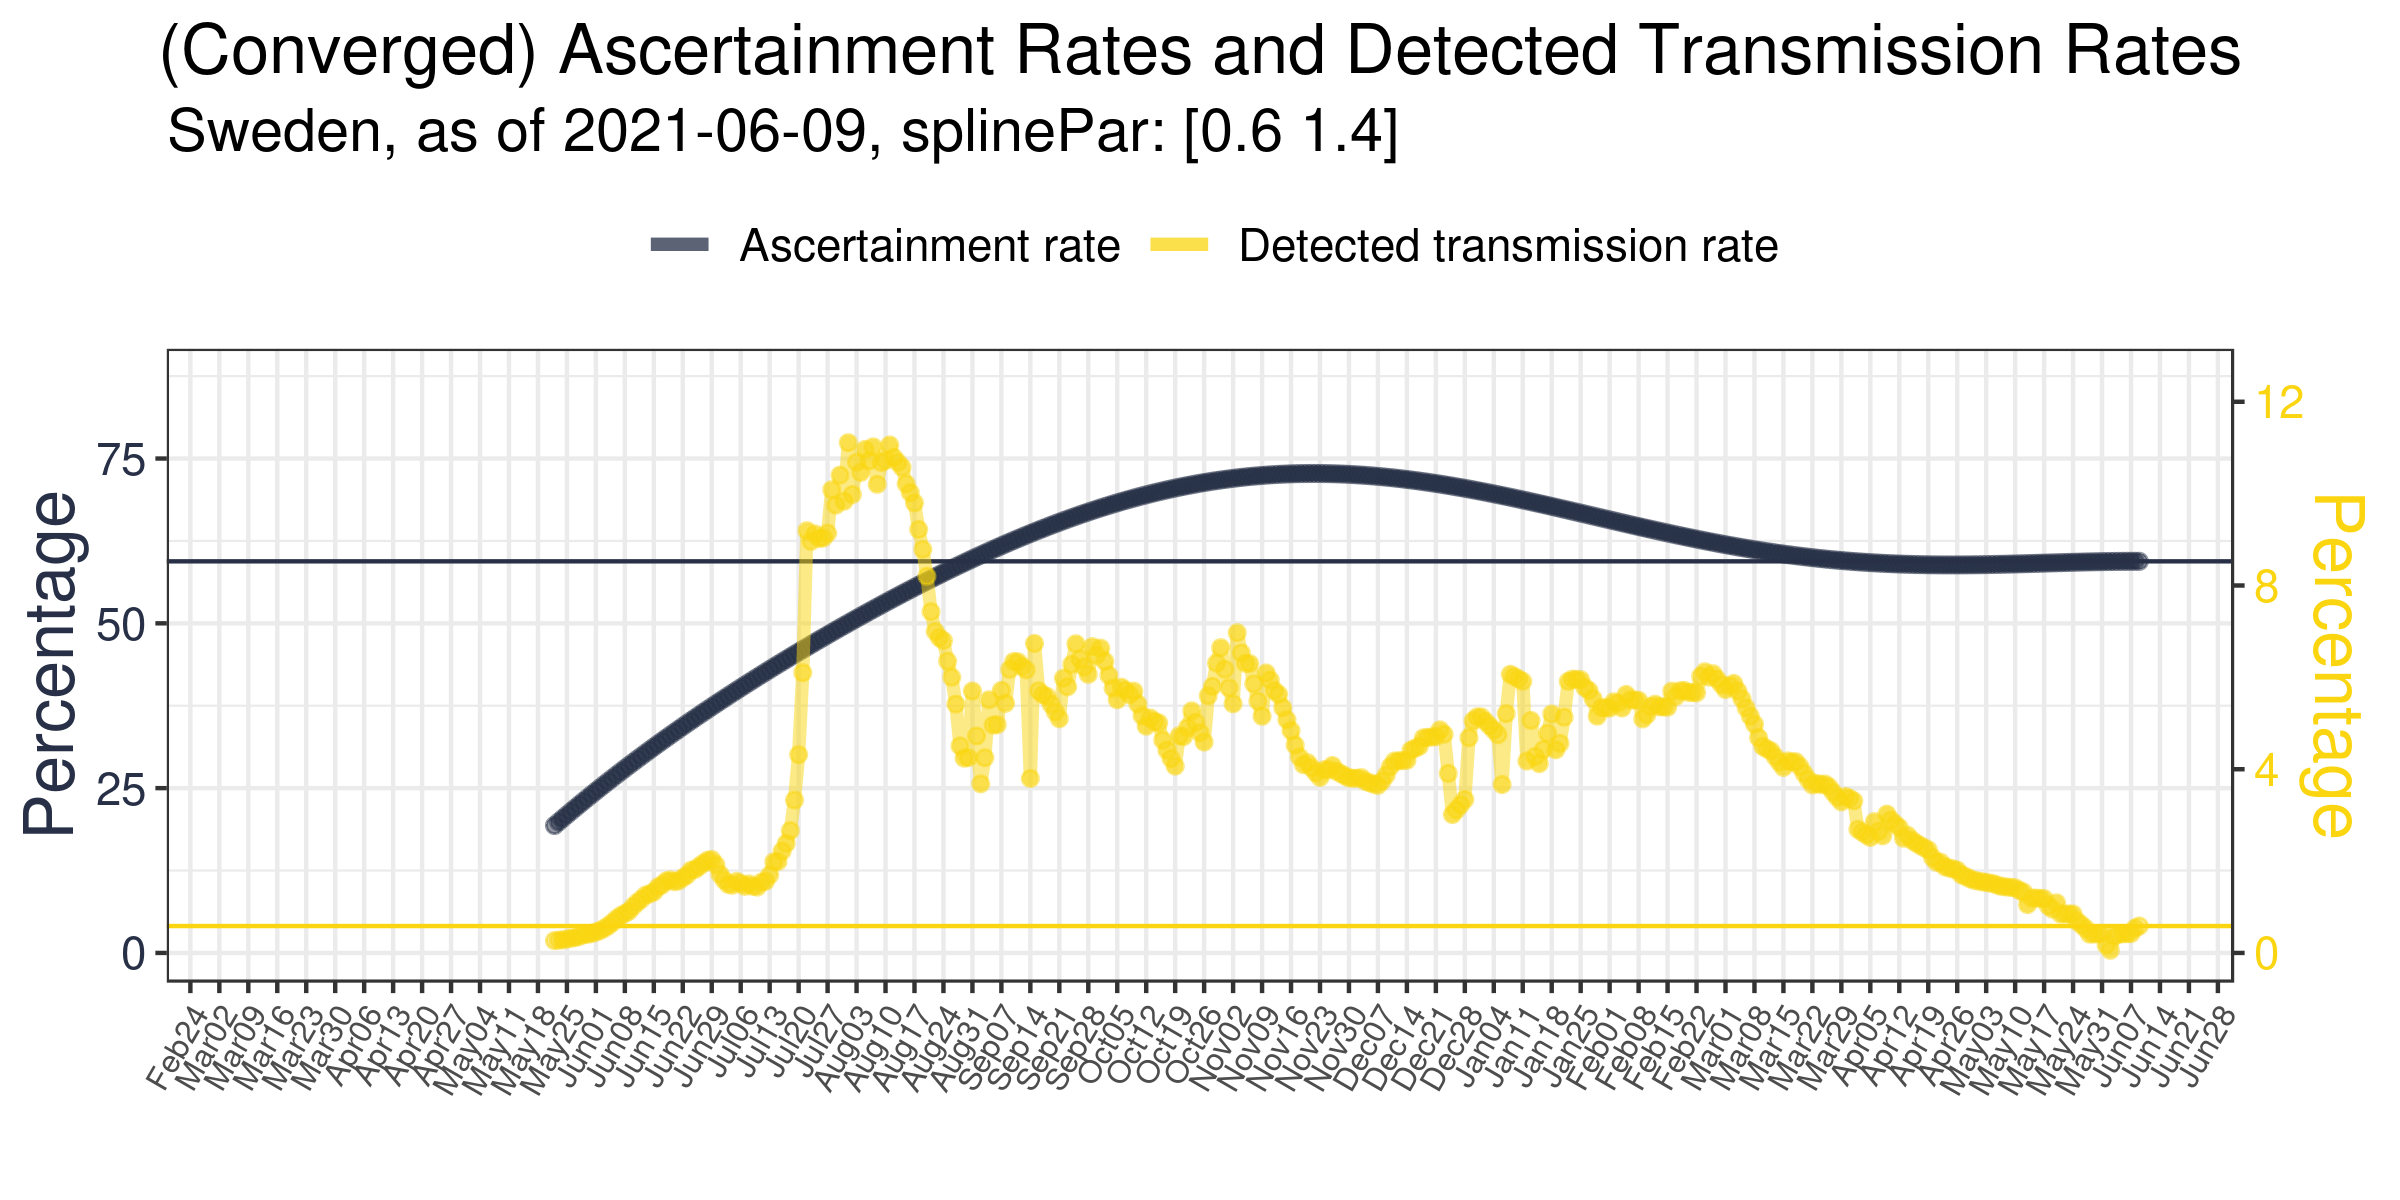 (Converged) Ascertainment Rates and Detected Transmission Rates
Sweden, as of 2021-06-09, splinePar: [0.6 1.4]
Ascertainment rate
Detected transmission rate
Percentage
75
50
25
0
12
8
4
0
Percentage
Feb24
Mar02
Mar09
Mar16
Mar23
Mar30
Apr06
Apr13
Apr20
Apr27
May04
May11
May18
May25
Jun01
Jun08
Jun15
Jun22
Jun29
Jul06
Jul13
Jul20
Jul27
Aug03
Aug10
Aug17
Aug24
Aug31
Sep07
Sep14
Sep21
Sep28
Oct05
Oct12
Oct19
Oct26
Nov02
Nov09
Nov16
Nov23
Nov30
Dec07
Dec14
Dec21
Dec28
Jan04
Jan11
Jan18
Jan25
Feb01
Feb08
Feb15
Feb22
Mar01
Mar08
Mar15
Mar22
Mar29
Apr05
Apr12
Apr19
Apr26
May03
May10
May17
May24
May31
Jun07
Jun14
Jun21
Jun28